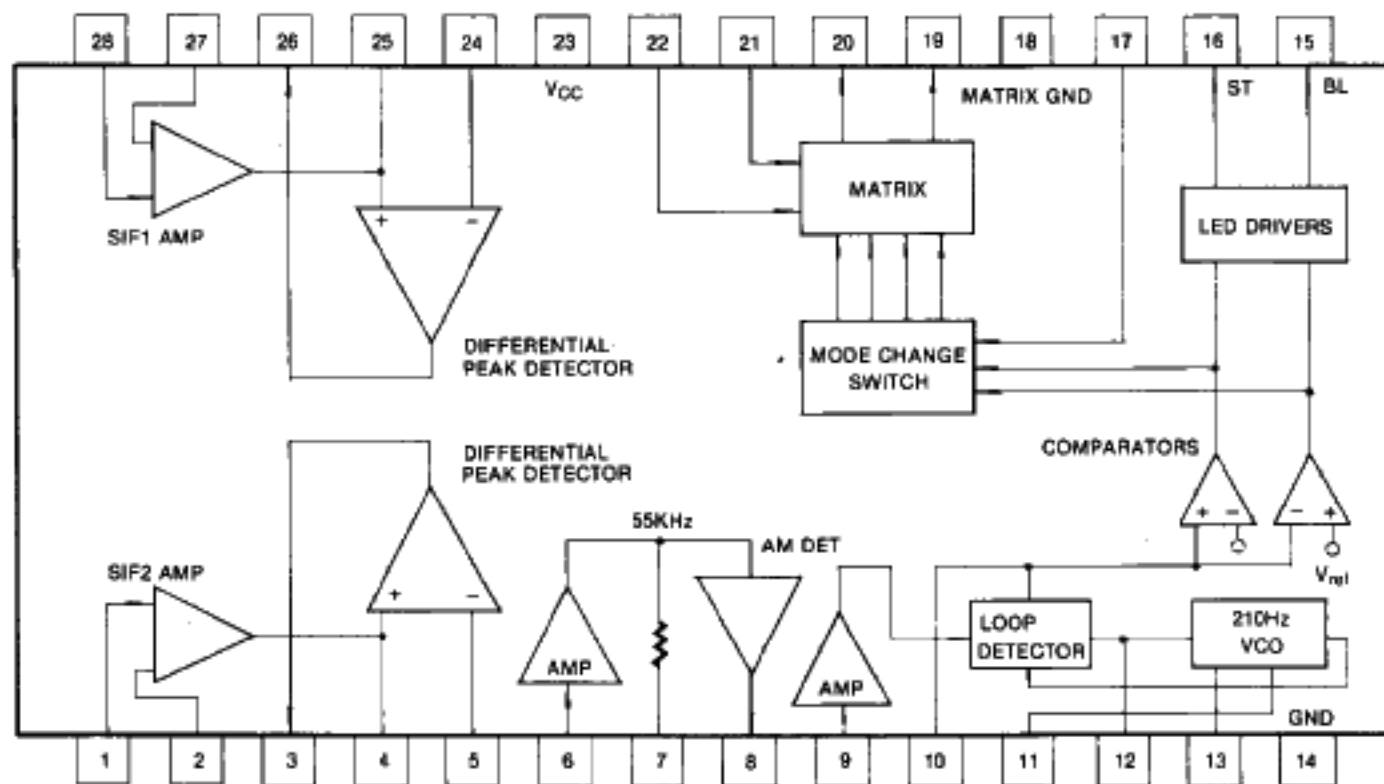 28 27 26 25 24 23 22 21 20 19 18 17 16 15
VCC
MATRIX GND
ST
BL
MATRIX
LED DRIVERS
SIF1 AMP
+ −
DIFFERENTIAL
PEAK DETECTOR
MODE CHANGE
SWITCH
DIFFERENTIAL
PEAK DETECTOR
COMPARATORS
+ − − +
55KHz
AM DET
SIF2 AMP
+ −
AMP
AMP
LOOP
DETECTOR
210Hz
VCO
GND
1 2 3 4 5 6 7 8 9 10 11 12 13 14